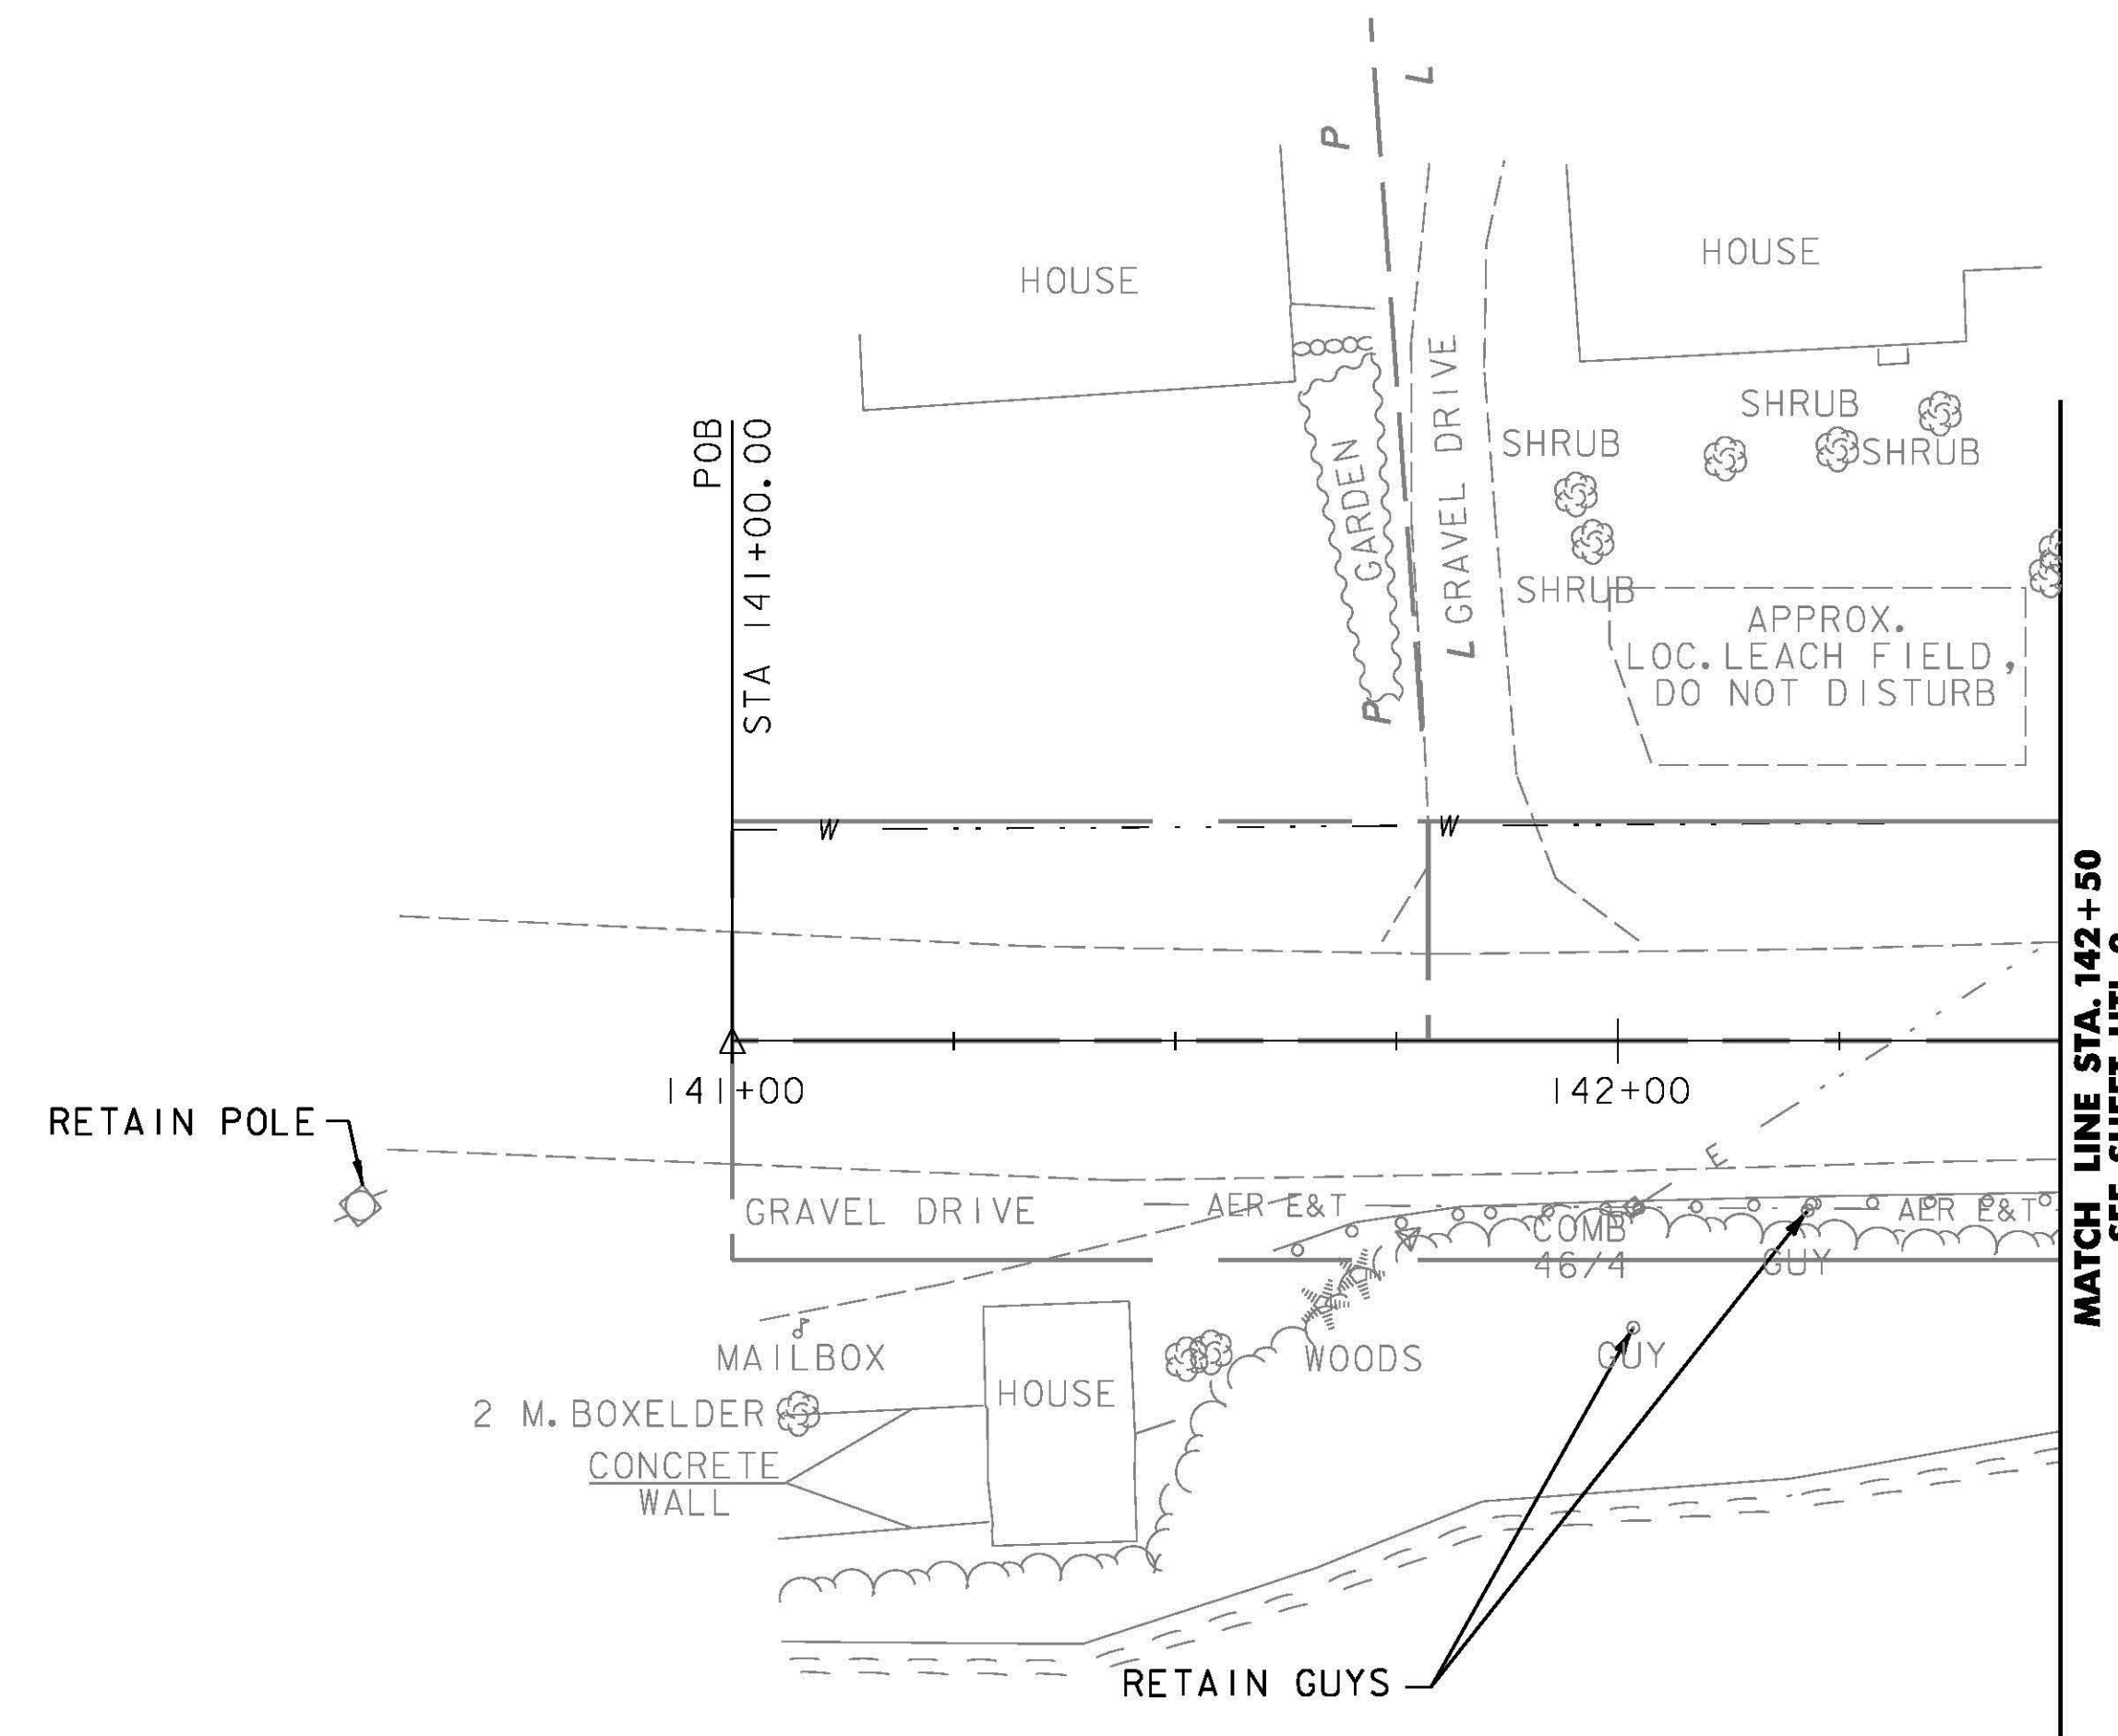 L
P
HOUSE
HOUSE
GRAVEL DRIVE
GARDEN
SHRUB
SHRUB
SHRUB
SHRUB
POB
STA 141+00.00
L
P
APPROX.
LOC. LEACH FIELD,
DO NOT DISTURB
W
W
141+00
142+00
MATCH LINE STA. 142+50
RETAIN POLE
E
GRAVEL DRIVE
AER E&T
AER E&T
COMB
46/4
GUY
MAILBOX
WOODS
GUY
HOUSE
2 M. BOXELDER
CONCRETE
WALL
RETAIN GUYS